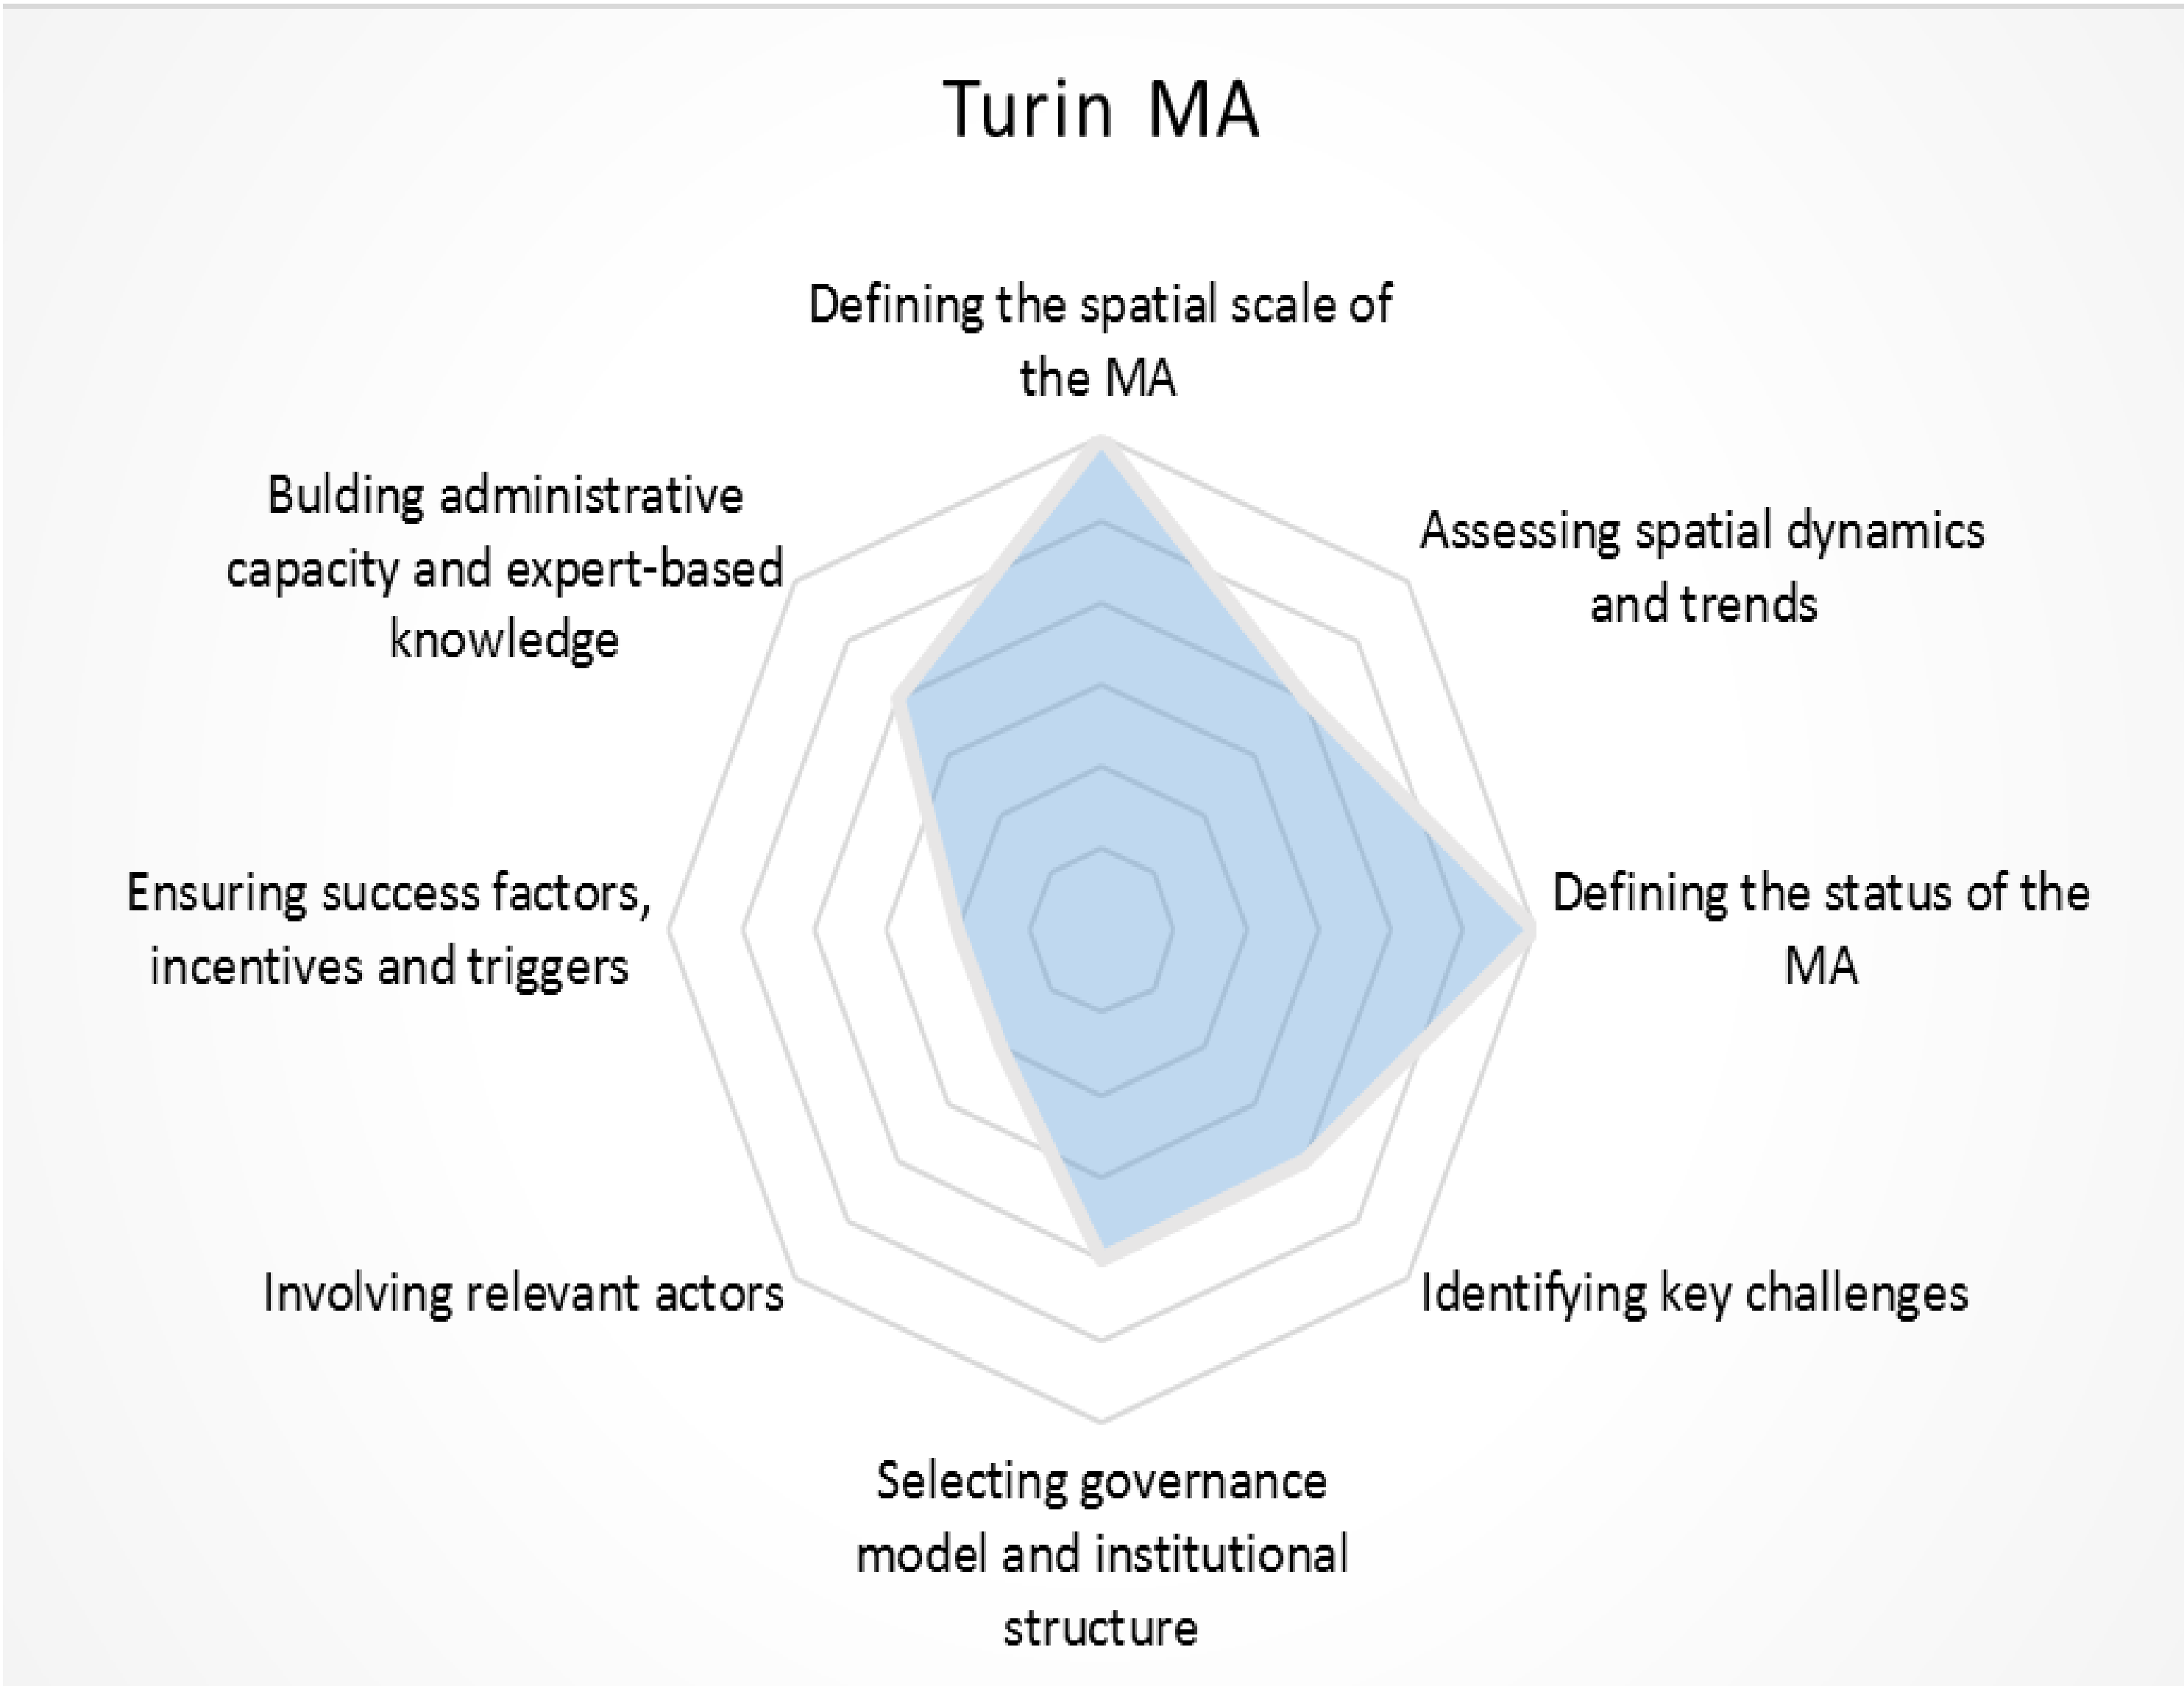 Turin MA
Defining the spatial scale of
the MA
Assessing spatial dynamics
and trends
Defining the status of the
MA
Identifying key challenges
Selecting governance
model and institutional
structure
Involving relevant actors
Ensuring success factors,
incentives and triggers
Bulding administrative
capacity and expert-based
knowledge